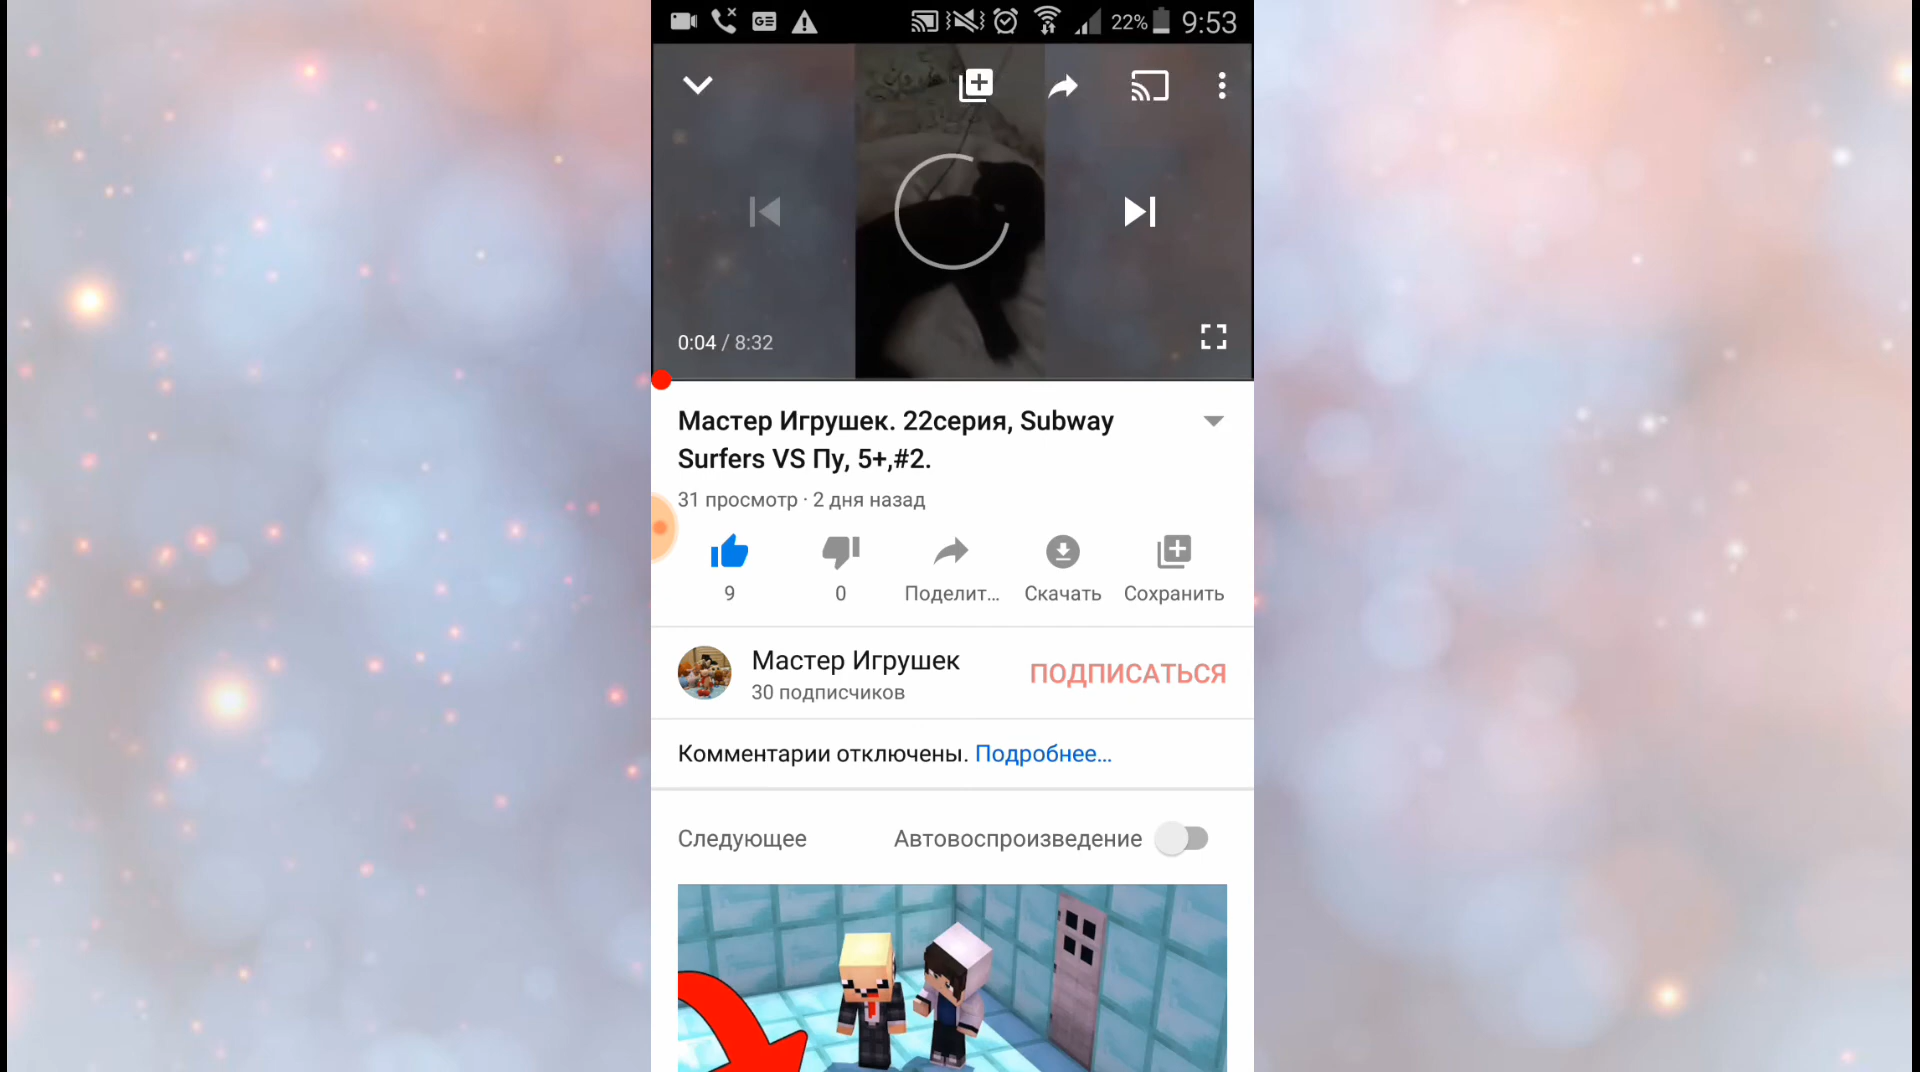 22% 9:53
0:04 / 8:32
Мастер Игрушек. 22серия, Subway
Surfers VS Пу, 5+,#2.
31 просмотр · 2 дня назад
9 0 Поделит... Скачать Сохранить
Мастер Игрушек
30 подписчиков
ПОДПИСАТЬСЯ
Комментарии отключены. Подробнее...
Следующее Автовоспроизведение